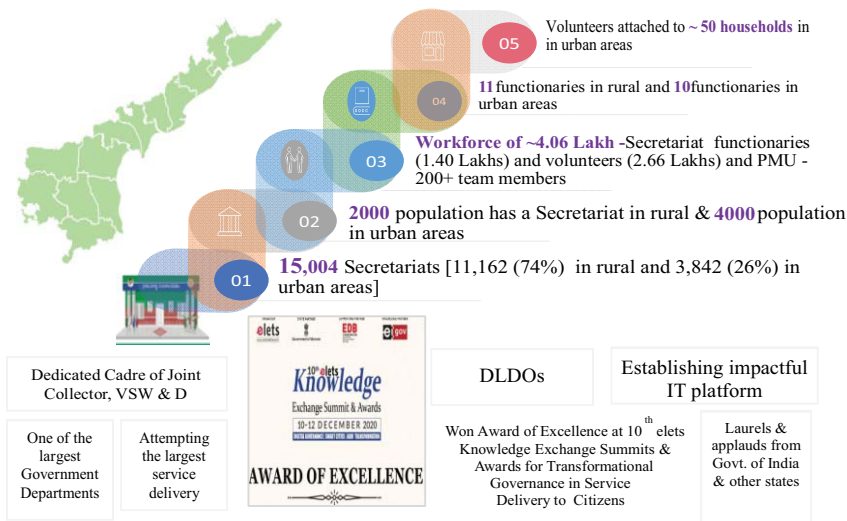 Volunteers attached to ~ 50 households in
in urban areas
05
11 functionaries in rural and 10functionaries in
urban areas
04
Workforce of ~4.06 Lakh -Secretariat functionaries
(1.40 Lakhs) and volunteers (2.66 Lakhs) and PMU -
200+ team members
03
2000 population has a Secretariat in rural & 4000 population
in urban areas
02
15,004 Secretariats [11,162 (74%) in rural and 3,842 (26%) in
urban areas]
01
elets
EDB
egov
10th elets
Knowledge
Exchange Summit & Awards
10-12 DECEMBER 2020
AWARD OF EXCELLENCE
Dedicated Cadre of Joint
Collector, VSW & D
DLDOs
Establishing impactful
IT platform
One of the
largest
Government
Departments
Attempting
the largest
service
delivery
Won Award of Excellence at 10th elets
Knowledge Exchange Summits &
Awards for Transformational
Governance in Service
Delivery to Citizens
Laurels &
applauds from
Govt. of India
& other states